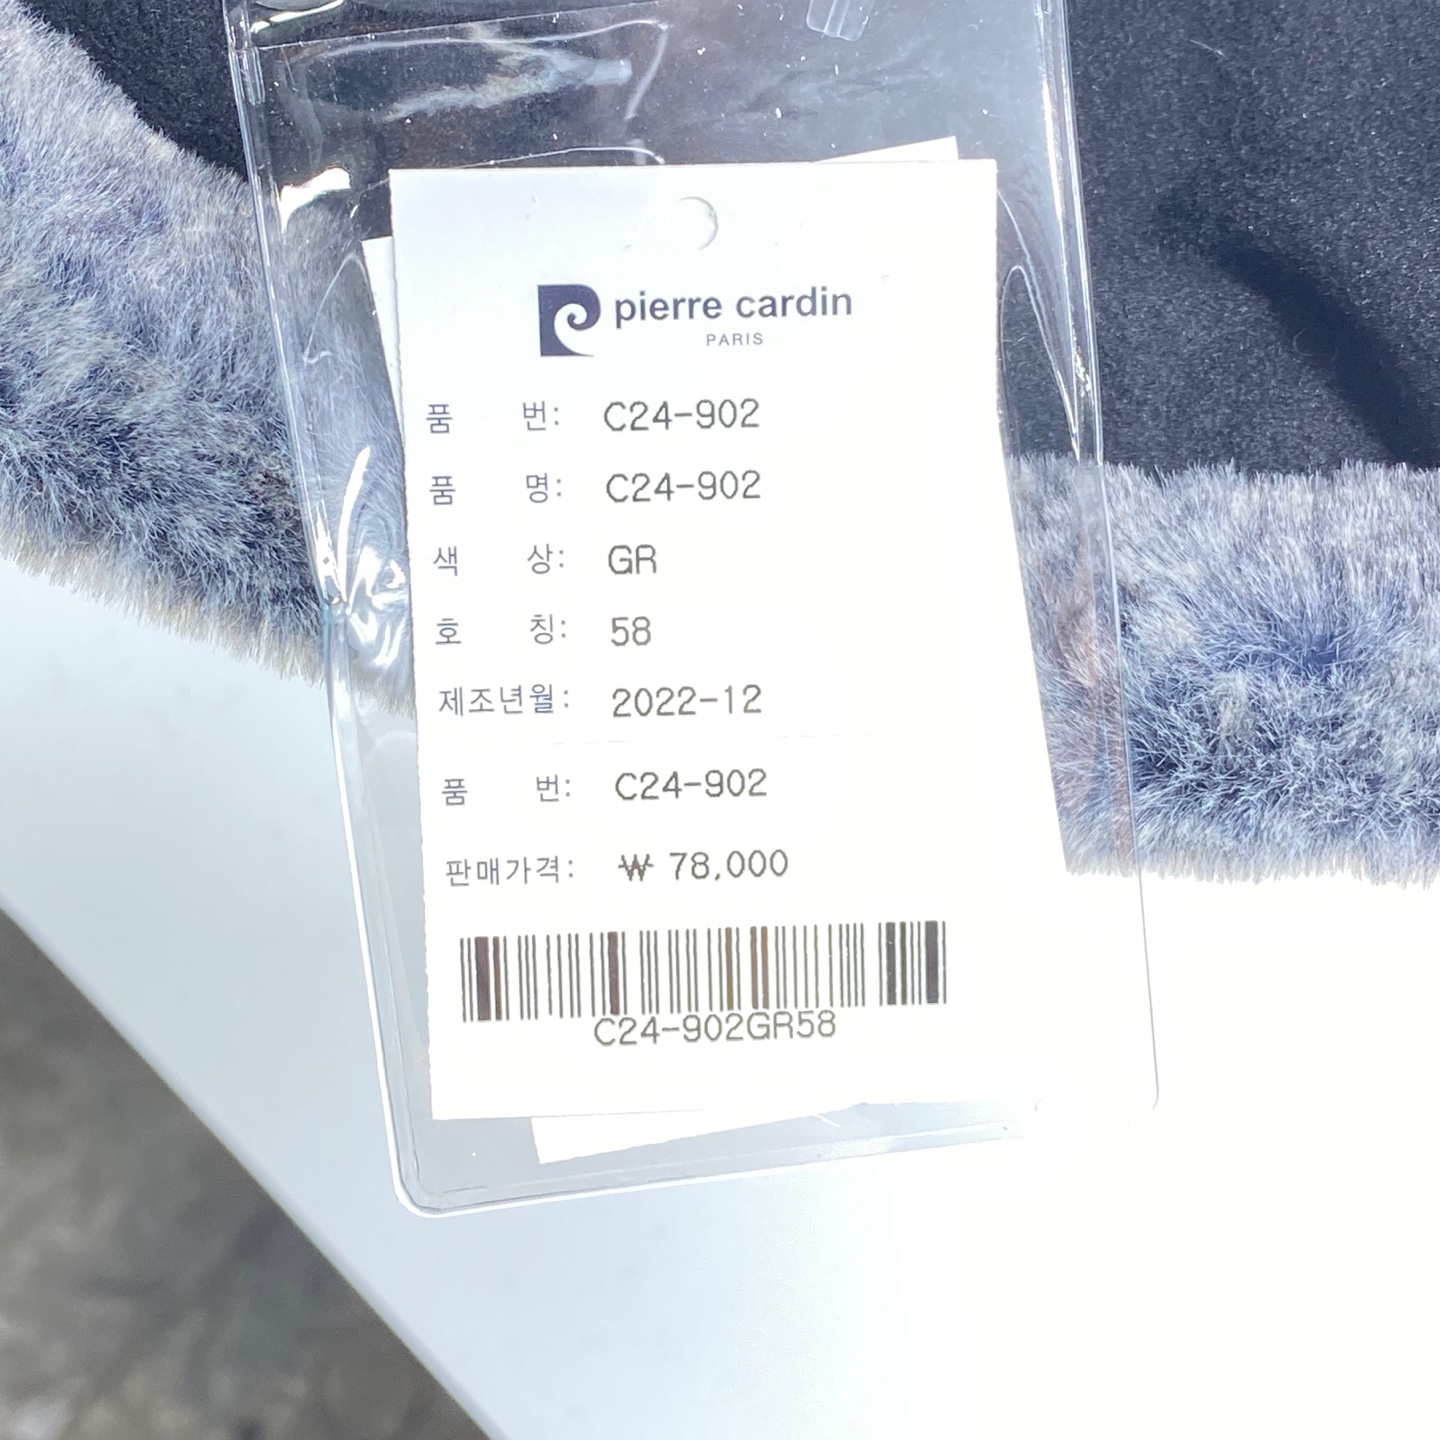 pierre cardin
PARIS
품 번: C24-902
품 명: C24-902
색 상: GR
호 칭: 58
제조년월: 2022-12
품 번: C24-902
판매가격: ₩ 78,000
C24-902GR58